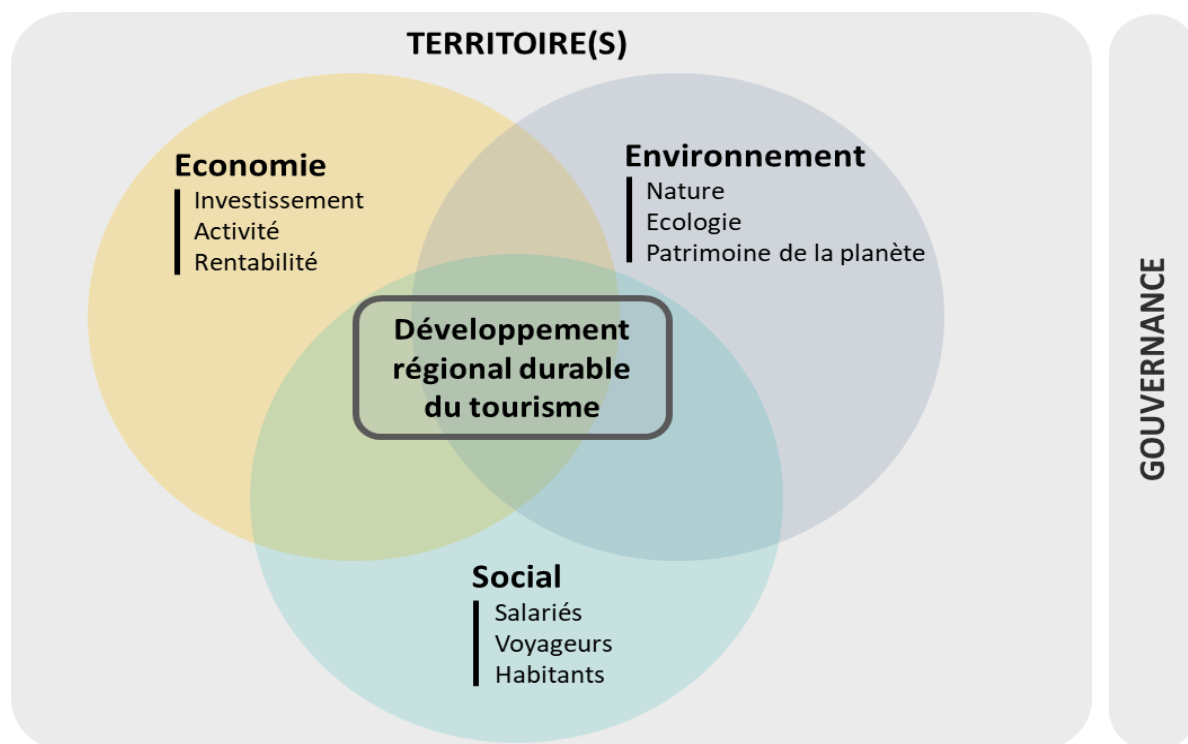 TERRITOIRE(S)
Economie
Investissement
Activité
Rentabilité
Environnement
Nature
Ecologie
Patrimoine de la planète
Développement
régional durable
du tourisme
Social
Salariés
Voyageurs
Habitants
GOUVERNANCE